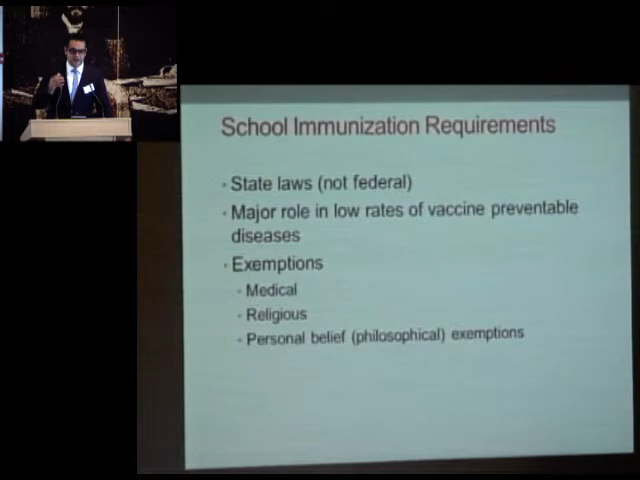 School Immunization Requirements
State laws (not federal)
Major role in low rates of vaccine preventable
diseases
Exemptions
Medical
Religious
Personal belief (philosophical) exemptions